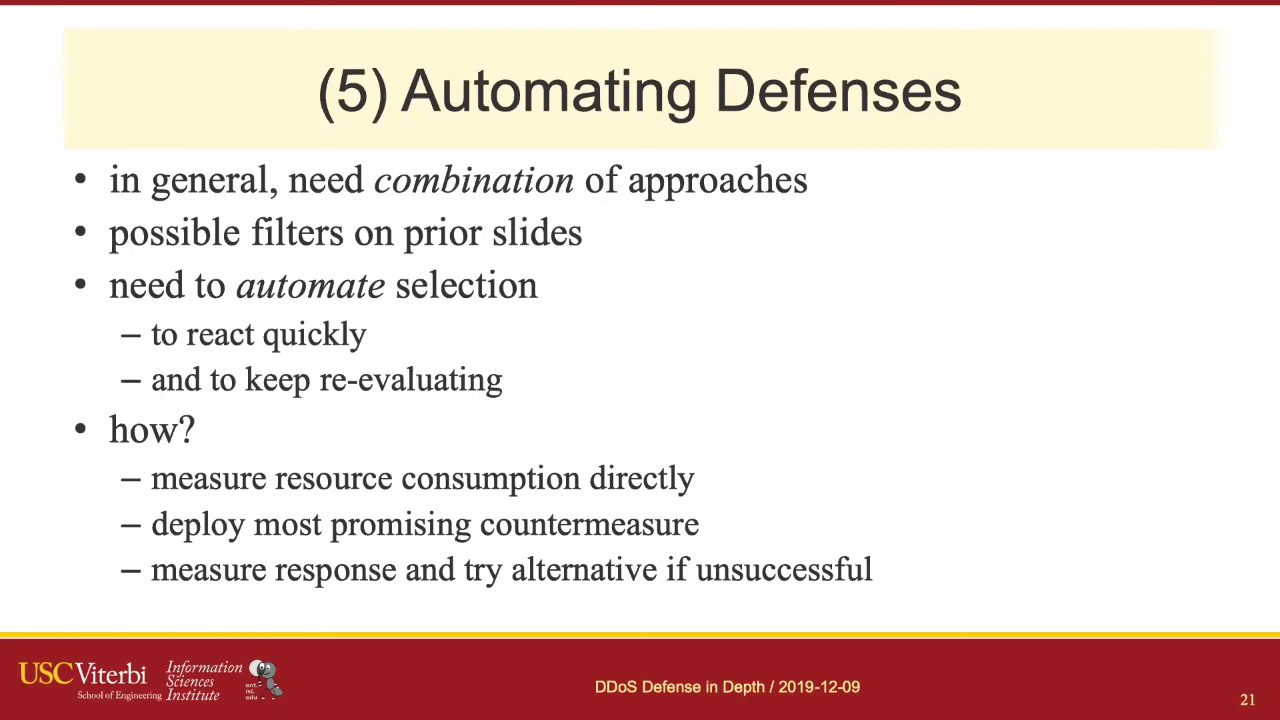 (5) Automating Defenses
• in general, need combination of approaches
• possible filters on prior slides
• need to automate selection
– to react quickly
– and to keep re-evaluating
• how?
– measure resource consumption directly
– deploy most promising countermeasure
– measure response and try alternative if unsuccessful
USC Viterbi
School of Engineering
Information
Sciences
Institute
ant.
isi.
edu
DDoS Defense in Depth / 2019-12-09
21